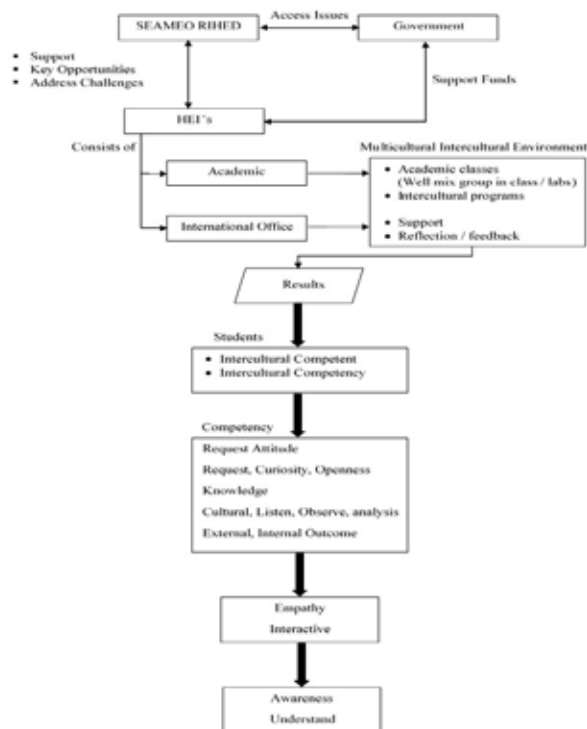 Access Issues
SEAMEO RIHED
Government
• Support
• Key Opportunities
• Address Challenges
Support Funds
HEI's
Consists of
Multicultural Intercultural Environment
Academic
• Academic classes
(Well mix group in class / labs)
• Intercultural programs
International Office
• Support
• Reflection / feedback
Results
Students
• Intercultural Competent
• Intercultural Competency
Competency
Request Attitude
Request, Curiosity, Openness
Knowledge
Cultural, Listen, Observe, analysis
External, Internal Outcome
Empathy
Interactive
Awareness
Understand